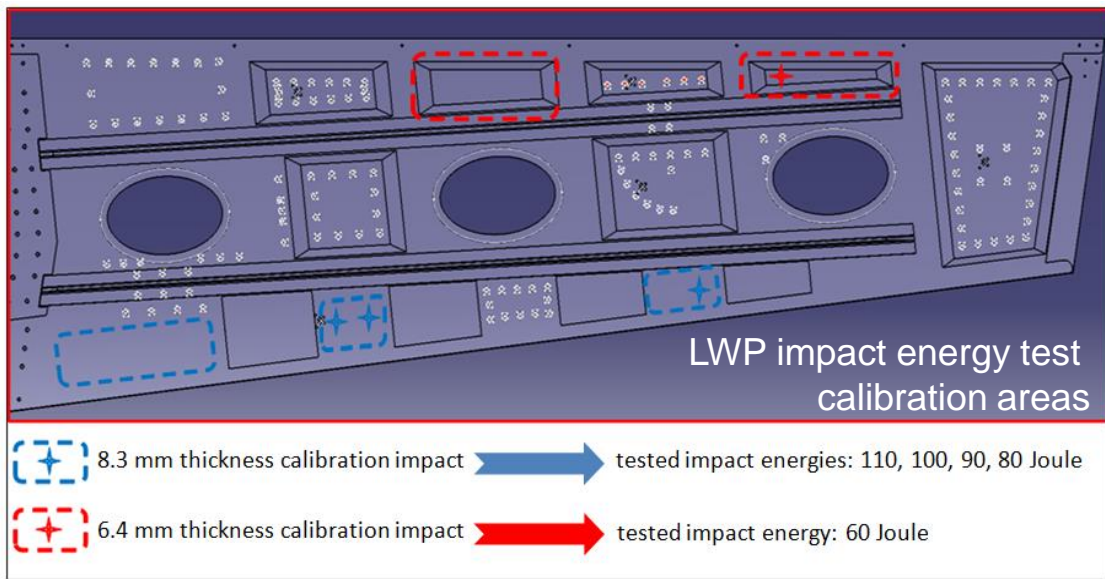 LWP impact energy test
calibration areas
8.3 mm thickness calibration impact
tested impact energies: 110, 100, 90, 80 Joule
6.4 mm thickness calibration impact
tested impact energy: 60 Joule